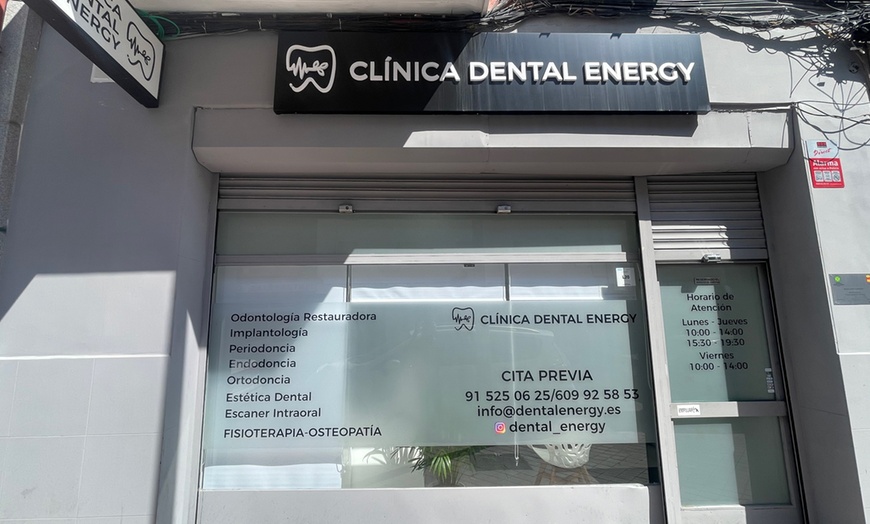 CA
DENTAL
ENERGY
CLÍNICA DENTAL ENERGY
Alarma
Odontología Restauradora
Implantología
Periodoncia
Endodoncia
Ortodoncia
Estética Dental
Escaner Intraoral
FISIOTERAPIA-OSTEOPATÍA
CLÍNICA DENTAL ENERGY
CITA PREVIA
91 525 06 25/609 92 58 53
info@dentalenergy.es
dental_energy
Horario de
Atención
Lunes - Jueves
10:00 - 14:00
15:30 - 19:30
Viernes
10:00 - 14:00